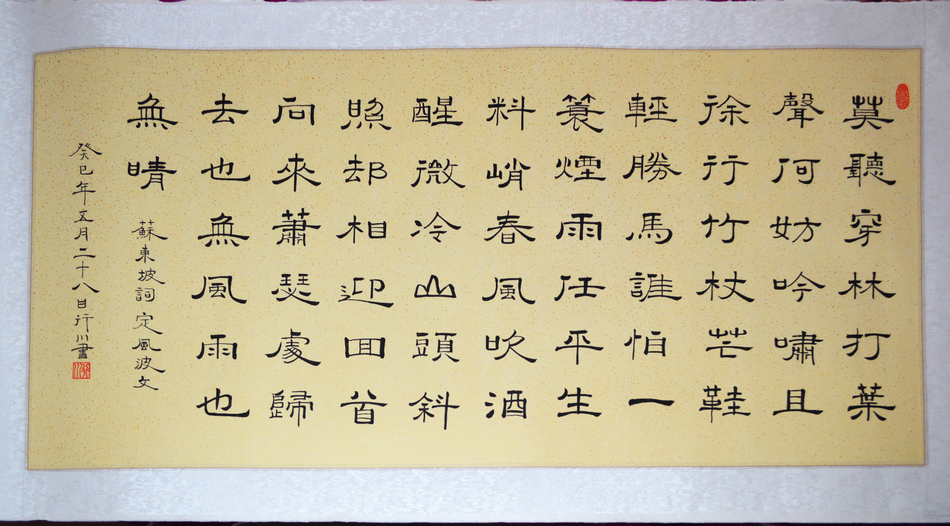 莫聽穿林打葉
聲何妨吟嘯且
徐行竹杖芒鞋
輕勝馬誰怕一
簑煙雨任平生
料峭春風吹酒
醒微冷山頭斜
照却相迎回首
向來蕭瑟處歸
去也無風雨也
無晴
蘇東坡詞定風波文
癸巳年五月二十八日行川書